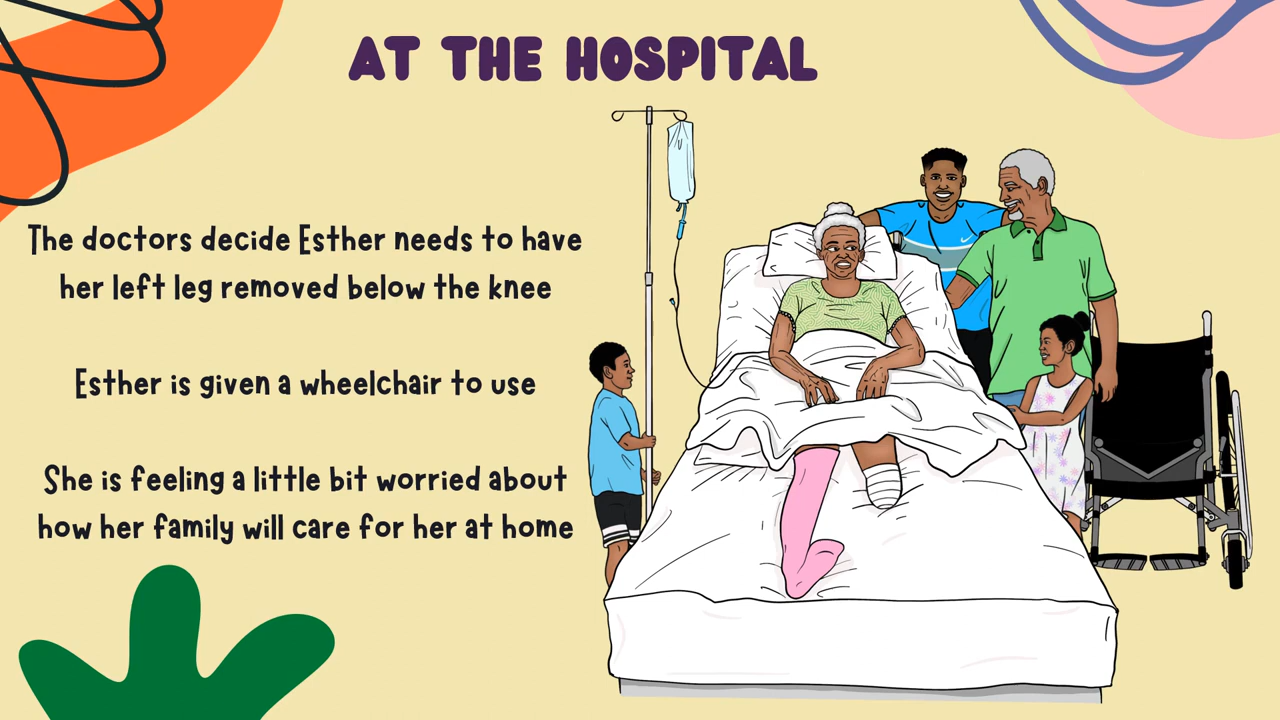 AT THE HOSPITAL
The doctors decide Esther needs to have
her left leg removed below the knee
Esther is given a wheelchair to use
She is feeling a little bit worried about
how her family will care for her at home